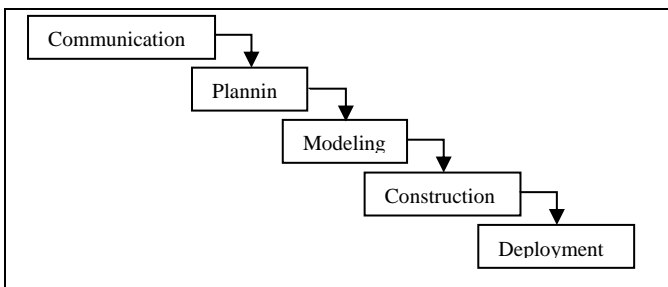 Communication
Plannin
Modeling
Construction
Deployment